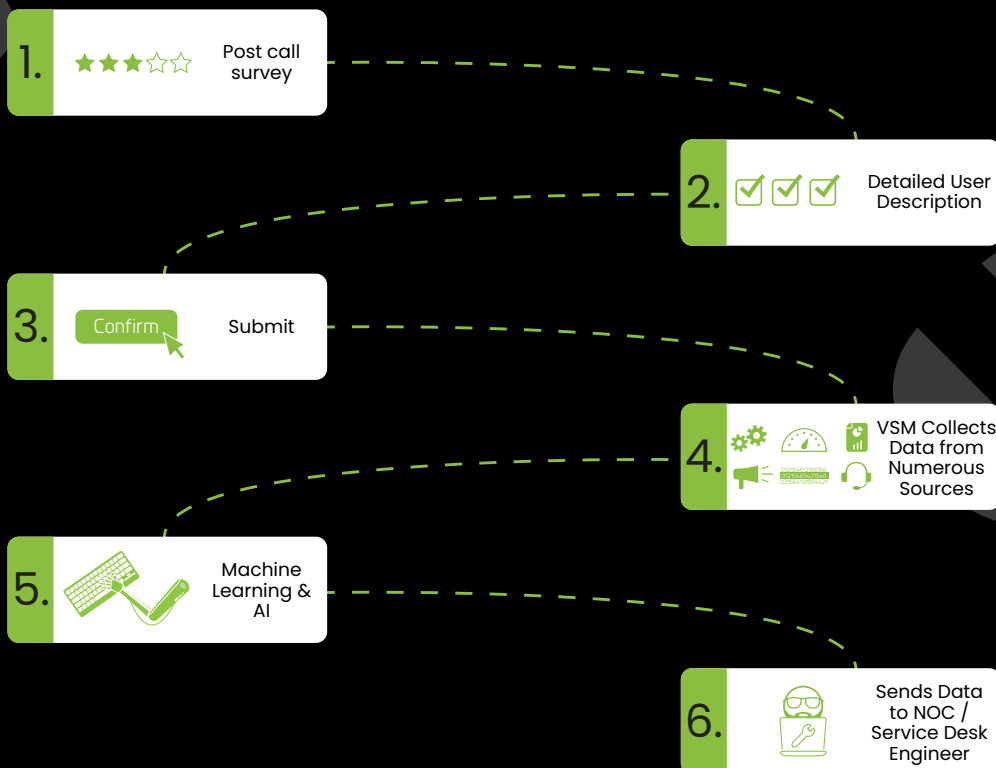 1.
Post call
survey
2.
Detailed User
Description
3.
Confirm
Submit
4.
VSM Collects
Data from
Numerous
Sources
5.
Machine
Learning &
AI
6.
Sends Data
to NOC /
Service Desk
Engineer